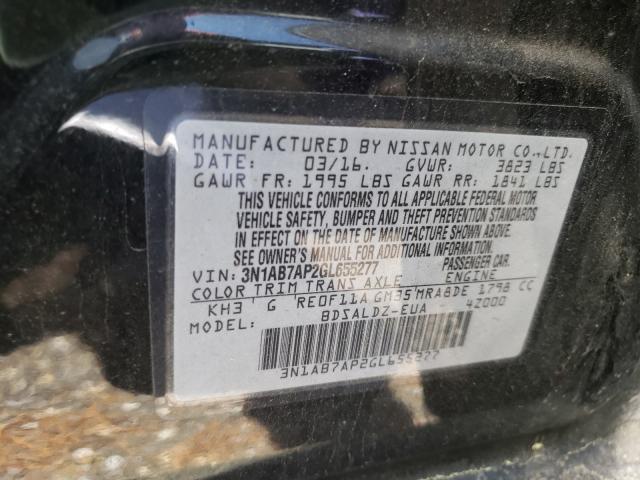 MANUFACTURED BY NISSAN MOTOR CO.,LTD.
DATE: 03/16. GVWR: 3823 LBS
GAWR FR: 1995 LBS GAWR RR: 1841 LBS
THIS VEHICLE CONFORMS TO ALL APPLICABLE FEDERAL MOTOR
VEHICLE SAFETY, BUMPER AND THEFT PREVENTION STANDARDS
IN EFFECT ON THE DATE OF MANUFACTURE SHOWN ABOVE.
SEE OWNER'S MANUAL FOR ADDITIONAL INFORMATION.
VIN: 3N1AB7AP2GL655277 PASSENGER CAR
COLOR TRIM TRANS AXLE ENGINE
KH3 ' G 'RE0F11A GM35'MRA8DE 1798 CC
MODEL: BDSALDZ-EUA 42000
3N1AB7AP2GL655277